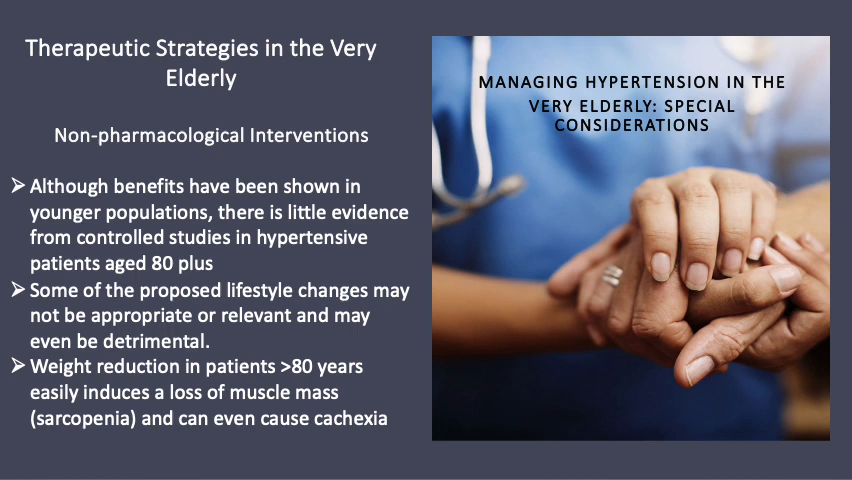 Therapeutic Strategies in the Very
Elderly
Non-pharmacological Interventions
➢ Although benefits have been shown in
younger populations, there is little evidence
from controlled studies in hypertensive
patients aged 80 plus
➢ Some of the proposed lifestyle changes may
not be appropriate or relevant and may
even be detrimental.
➢ Weight reduction in patients >80 years
easily induces a loss of muscle mass
(sarcopenia) and can even cause cachexia
MANAGING HYPERTENSION IN THE
VERY ELDERLY: SPECIAL
CONSIDERATIONS